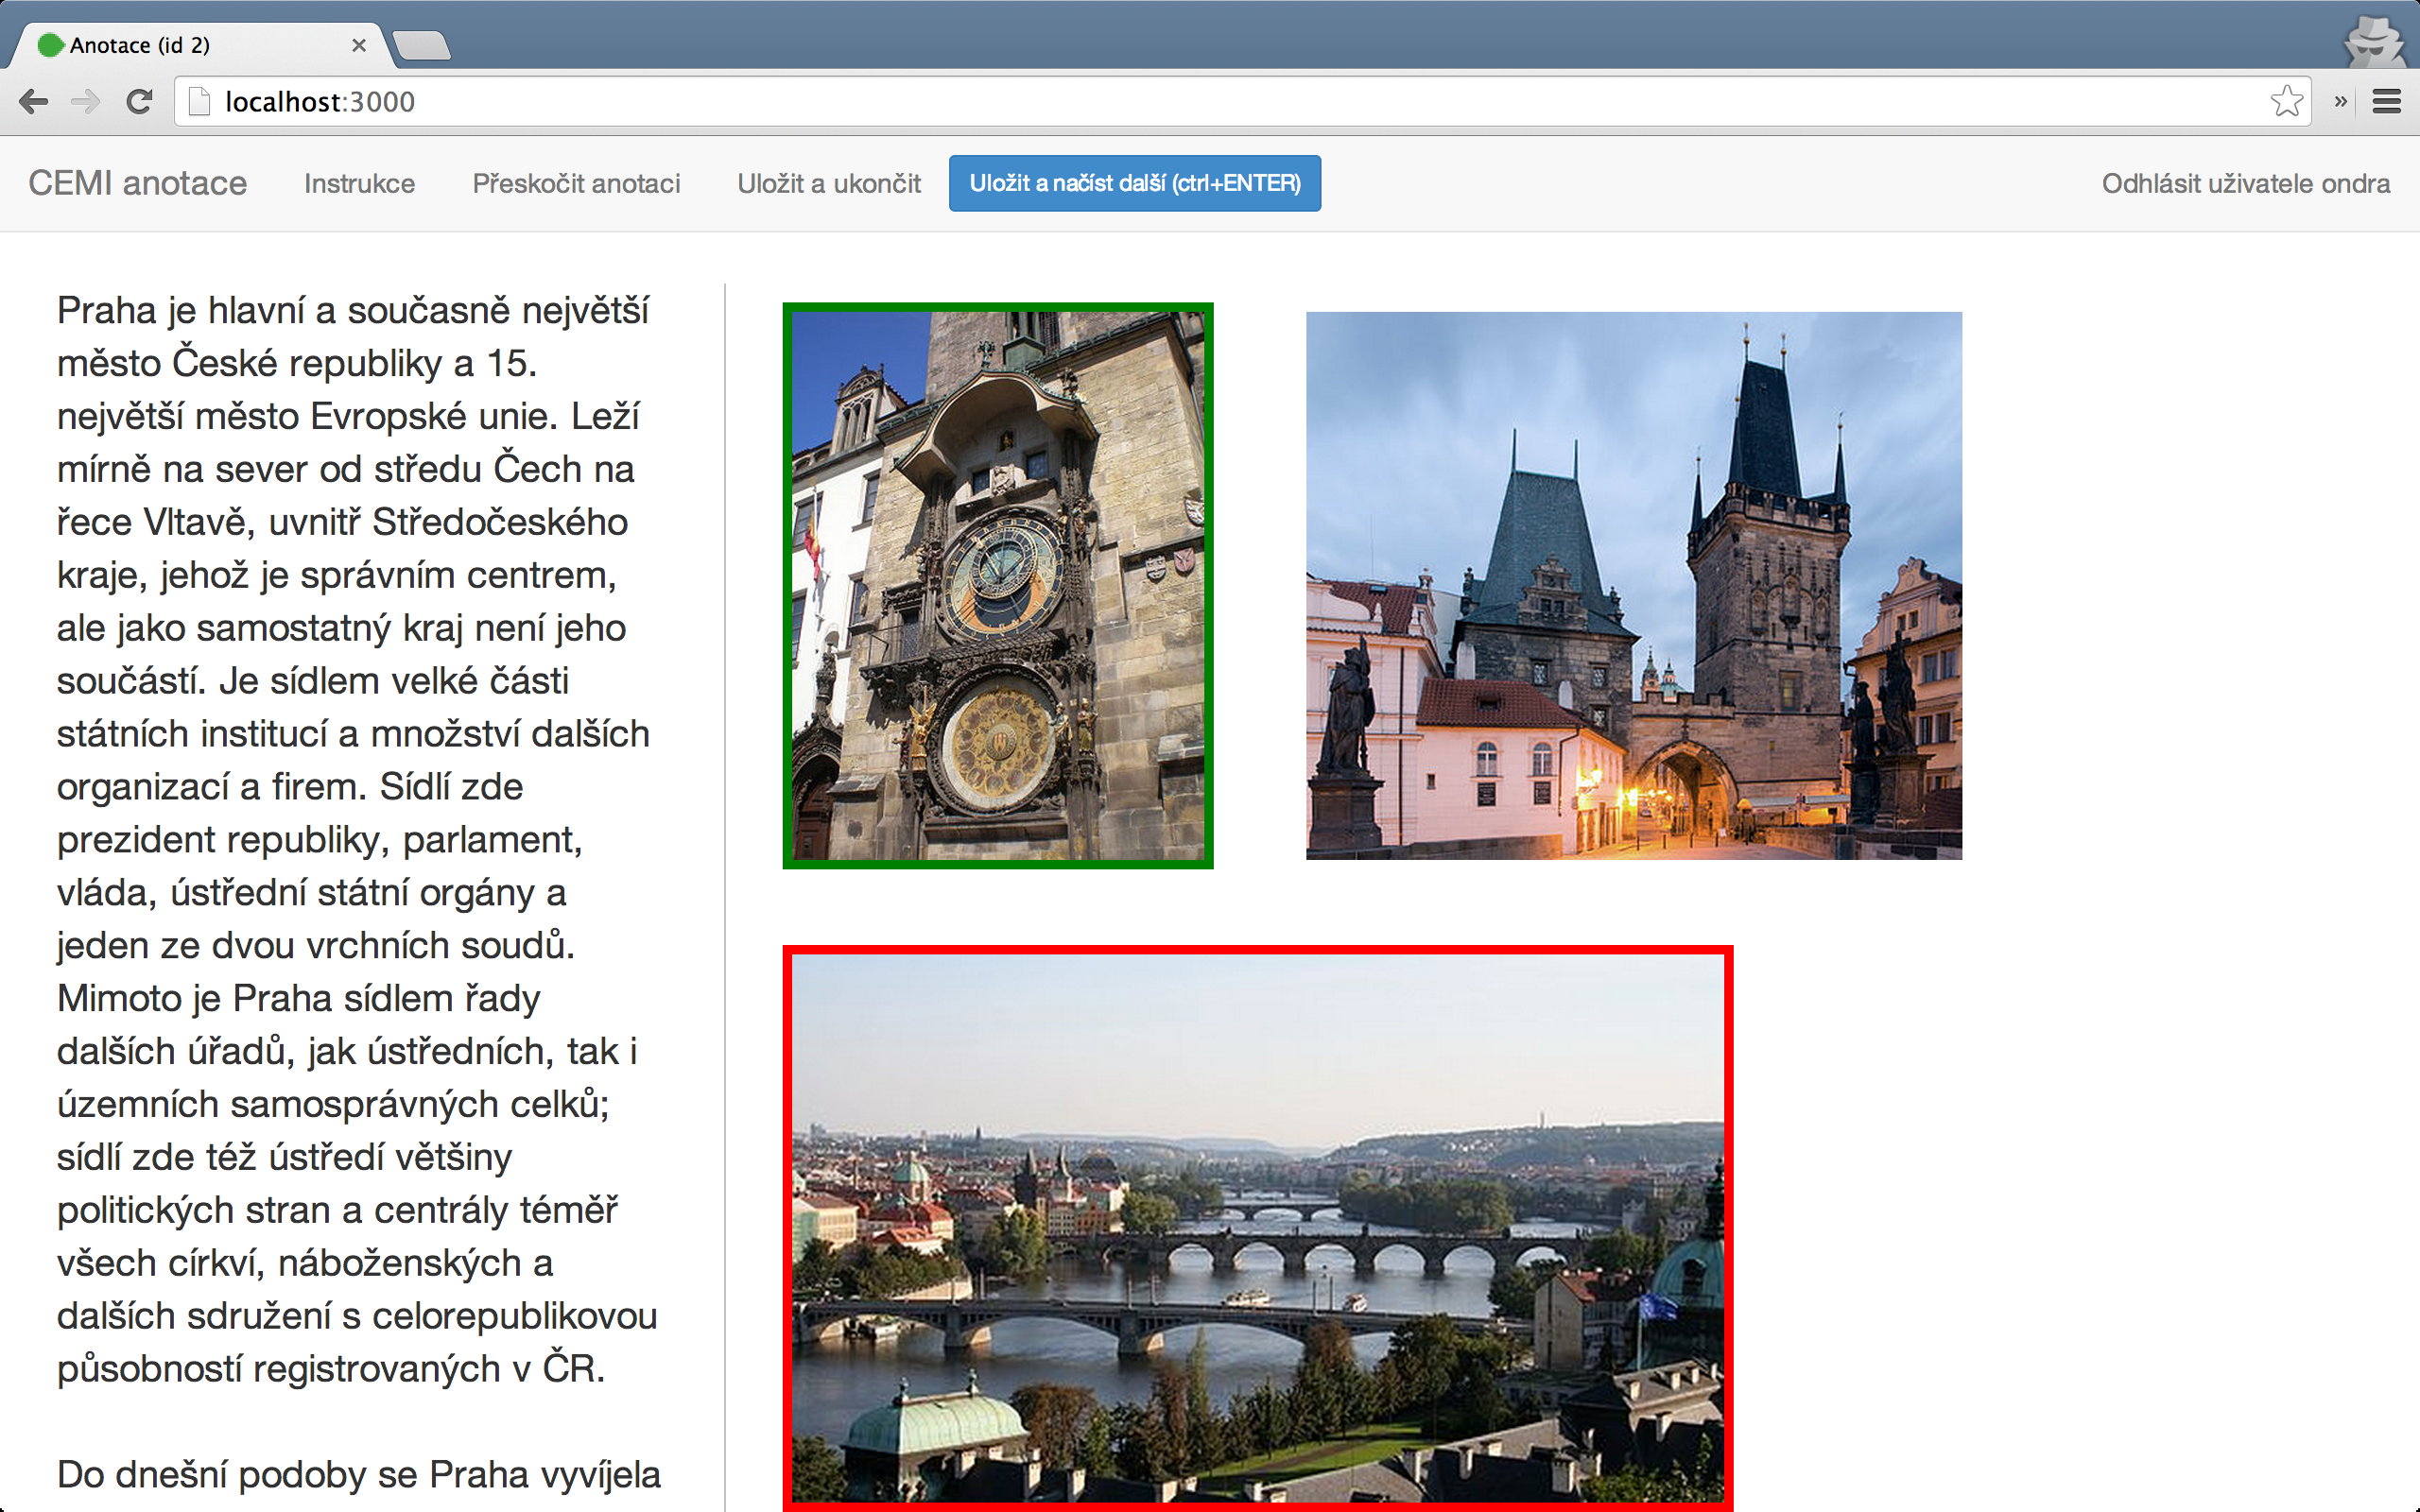 Anotace (id 2)
localhost:3000
CEMI anotace Instrukce Přeskočit anotaci Uložit a ukončit Uložit a načíst další (ctrl+ENTER) Odhlásit uživatele ondra
Praha je hlavní a současně největší
město České republiky a 15.
největší město Evropské unie. Leží
mírně na sever od středu Čech na
řece Vltavě, uvnitř Středočeského
kraje, jehož je správním centrem,
ale jako samostatný kraj není jeho
součástí. Je sídlem velké části
státních institucí a množství dalších
organizací a firem. Sídlí zde
prezident republiky, parlament,
vláda, ústřední státní orgány a
jeden ze dvou vrchních soudů.
Mimoto je Praha sídlem řady
dalších úřadů, jak ústředních, tak i
územních samosprávných celků;
sídlí zde též ústředí většiny
politických stran a centrály téměř
všech církví, náboženských a
dalších sdružení s celorepublikovou
působností registrovaných v ČR.
Do dnešní podoby se Praha vyvíjela